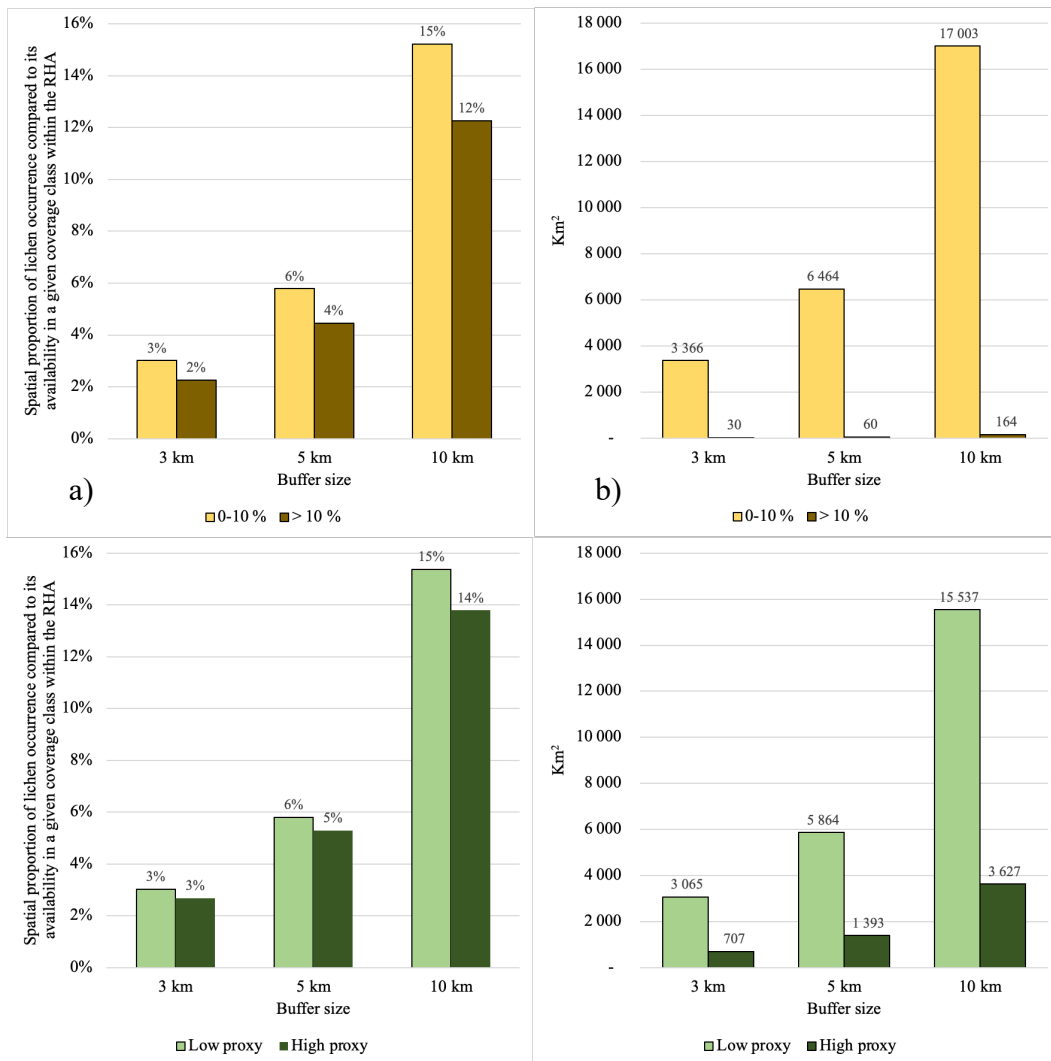 Spatial proportion of lichen occurrence compared to its
availability in a given coverage class within the RHA
16%
14%
12%
10%
8%
6%
4%
2%
0%
3%
2%
6%
4%
15%
12%
3 km
5 km
10 km
Buffer size
a)
0-10 %
> 10 %
Km²
18 000
16 000
14 000
12 000
10 000
8 000
6 000
4 000
2 000
-
3 366
30
6 464
60
17 003
164
3 km
5 km
10 km
Buffer size
b)
0-10 %
> 10 %
Spatial proportion of lichen occurrence compared to its
availability in a given coverage class within the RHA
16%
14%
12%
10%
8%
6%
4%
2%
0%
3%
3%
6%
5%
15%
14%
3 km
5 km
10 km
Buffer size
Low proxy
High proxy
Km²
18 000
16 000
14 000
12 000
10 000
8 000
6 000
4 000
2 000
-
3 065
707
5 864
1 393
15 537
3 627
3 km
5 km
10 km
Buffer size
Low proxy
High proxy